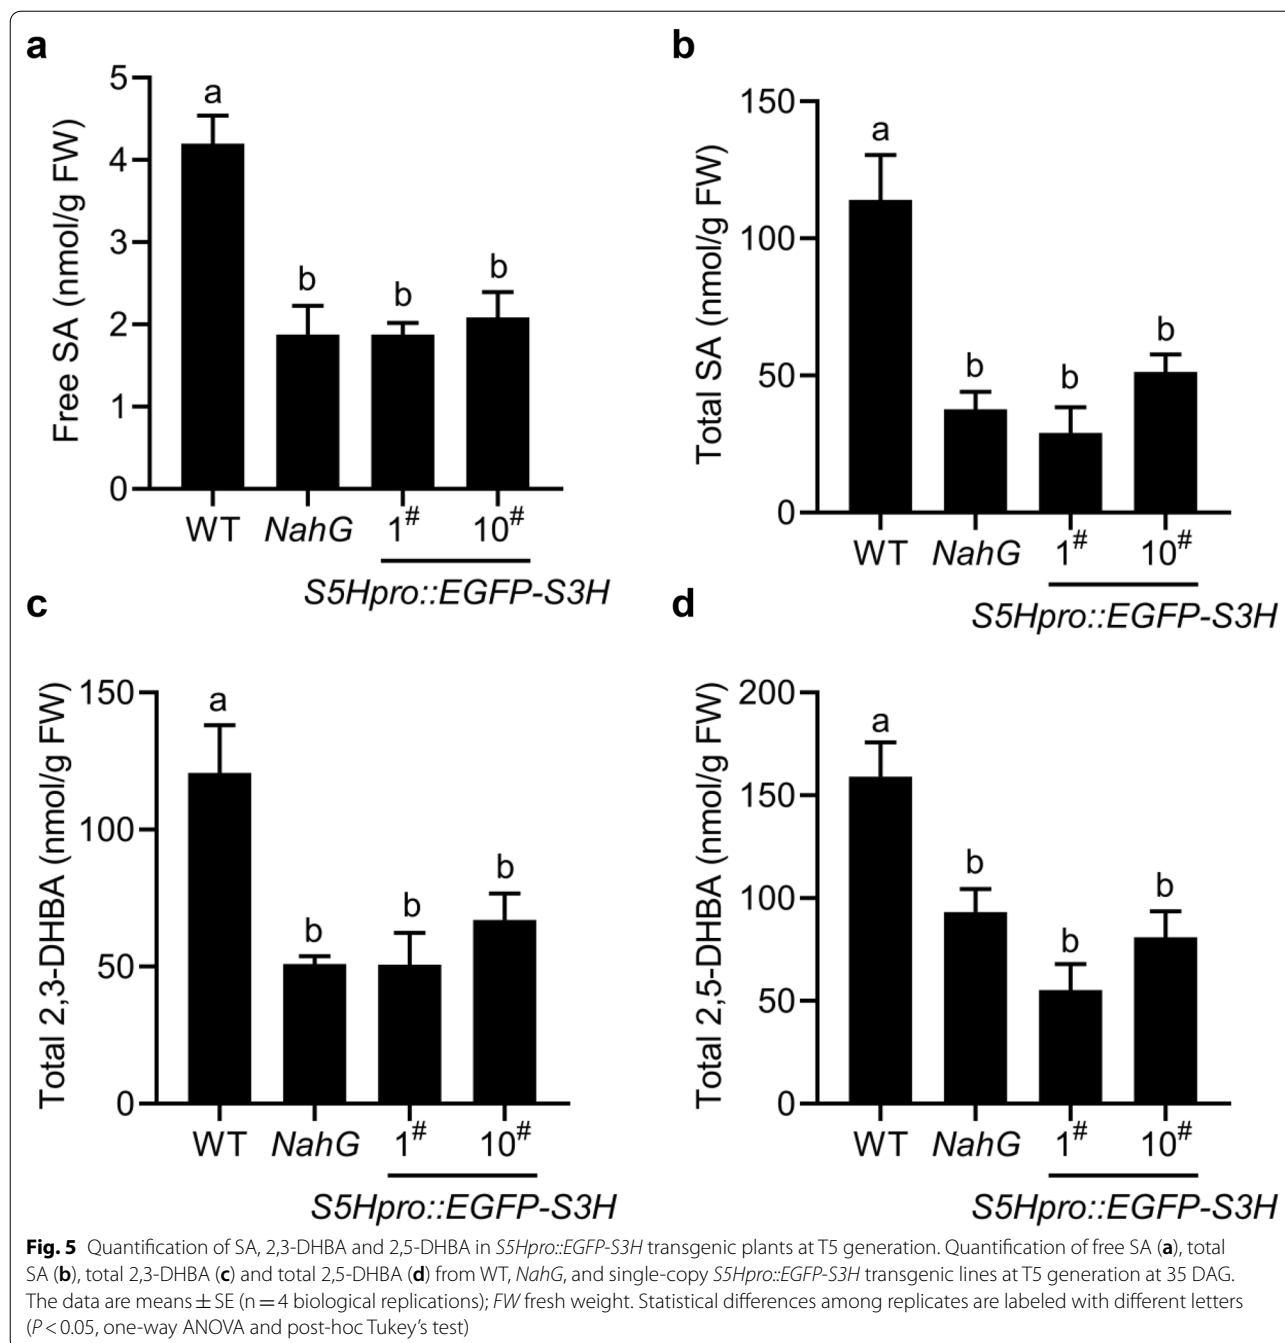 a
Free SA (nmol/g FW)
5
4
3
2
1
0
a
b
b
b
WT
NahG
1#
10#
S5Hpro::EGFP-S3H
b
Total SA (nmol/g FW)
150
100
50
0
a
b
b
b
WT
NahG
1#
10#
S5Hpro::EGFP-S3H
c
Total 2,3-DHBA (nmol/g FW)
150
100
50
0
a
b
b
b
WT
NahG
1#
10#
S5Hpro::EGFP-S3H
d
Total 2,5-DHBA (nmol/g FW)
200
150
100
50
0
a
b
b
b
WT
NahG
1#
10#
S5Hpro::EGFP-S3H
Fig. 5 Quantification of SA, 2,3-DHBA and 2,5-DHBA in S5Hpro::EGFP-S3H transgenic plants at T5 generation. Quantification of free SA (a), total
SA (b), total 2,3-DHBA (c) and total 2,5-DHBA (d) from WT, NahG, and single-copy S5Hpro::EGFP-S3H transgenic lines at T5 generation at 35 DAG.
The data are means ± SE (n = 4 biological replications); FW fresh weight. Statistical differences among replicates are labeled with different letters
(P < 0.05, one-way ANOVA and post-hoc Tukey's test)